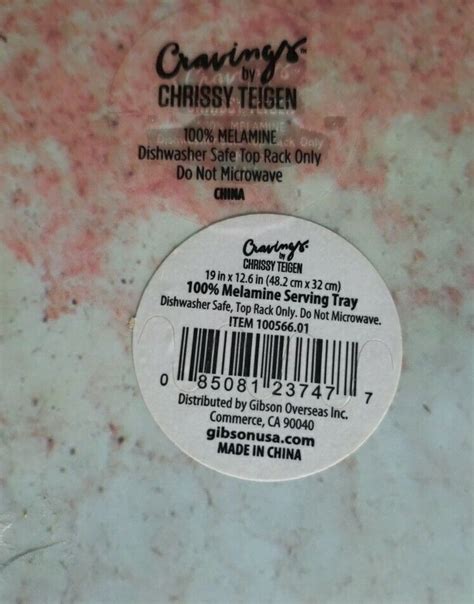 Cravings™
by
CHRISSY TEIGEN
100% MELAMINE
Dishwasher Safe Top Rack Only
Do Not Microwave
CHINA
Cravings™
by
CHRISSY TEIGEN
19 in x 12.6 in (48.2 cm x 32 cm)
100% Melamine Serving Tray
Dishwasher Safe, Top Rack Only. Do Not Microwave.
ITEM 100566.01
0 85081 23747 7
Distributed by Gibson Overseas Inc.
Commerce, CA 90040
gibsonusa.com
MADE IN CHINA